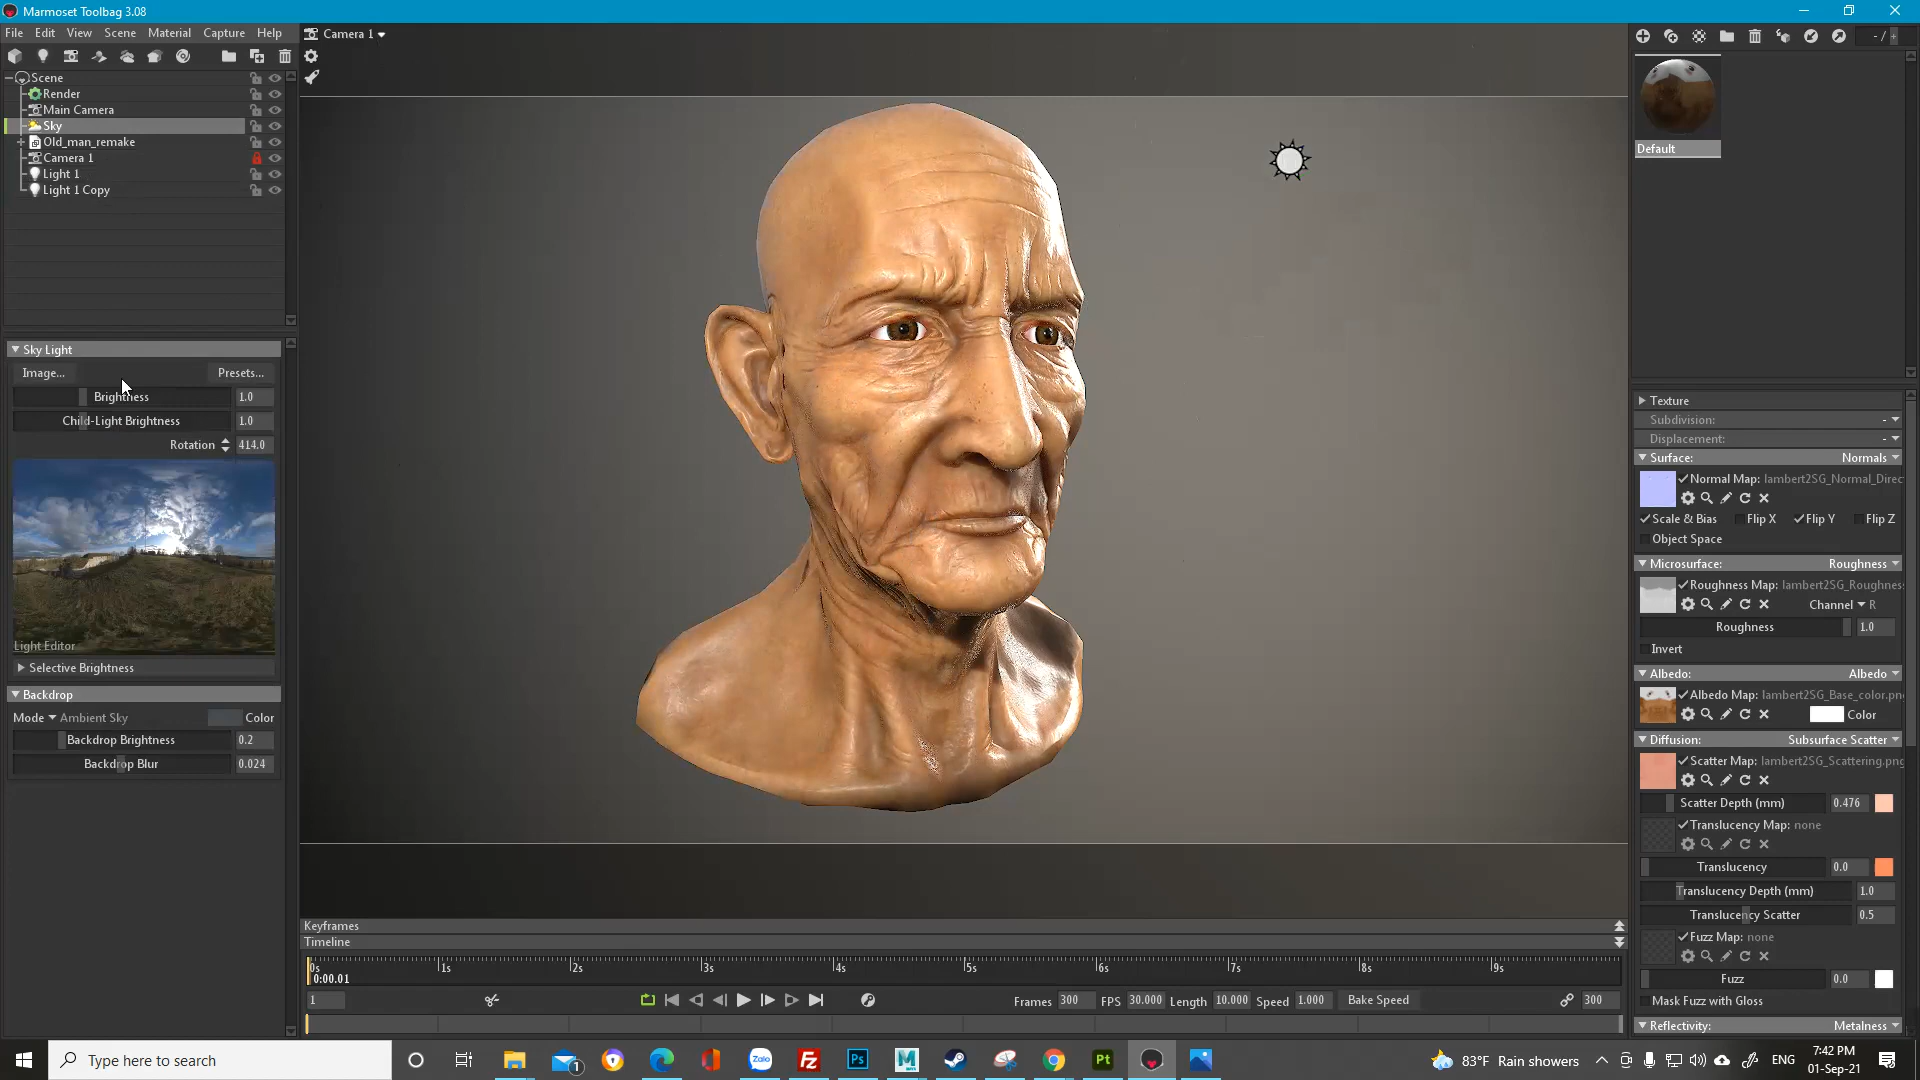 Marmoset Toolbag 3.08
File Edit View Scene Material Capture Help
Camera 1
- / +
Scene
Render
Main Camera
Sky
Old_man_remake
Camera 1
Light 1
Light 1 Copy
Default
Sky Light
Image... Presets...
Brightness 1.0
Child-Light Brightness 1.0
Rotation 414.0
Light Editor
Selective Brightness
Backdrop
Mode Ambient Sky Color
Backdrop Brightness 0.2
Backdrop Blur 0.024
Texture
Subdivision: -
Displacement: -
Surface: Normals
Normal Map: lambert2SG_Normal_Direc
Scale & Bias Flip X Flip Y Flip Z
Object Space
Microsurface: Roughness
Roughness Map: lambert2SG_Roughness
Channel R
Roughness 1.0
Invert
Albedo: Albedo
Albedo Map: lambert2SG_Base_color.png
Color
Diffusion: Subsurface Scatter
Scatter Map: lambert2SG_Scattering.png
Scatter Depth (mm) 0.476
Translucency Map: none
Translucency 0.0
Translucency Depth (mm) 1.0
Translucency Scatter 0.5
Fuzz Map: none
Fuzz 0.0
Mask Fuzz with Gloss
Reflectivity: Metalness
Keyframes
Timeline
0s 1s 2s 3s 4s 5s 6s 7s 8s 9s
0:00.01
1 Frames 300 FPS 30.000 Length 10.000 Speed 1.000 Bake Speed 300
Type here to search
1
Zalo
Fz
Ps
M
Pt
83°F Rain showers
ENG
7:42 PM
01-Sep-21